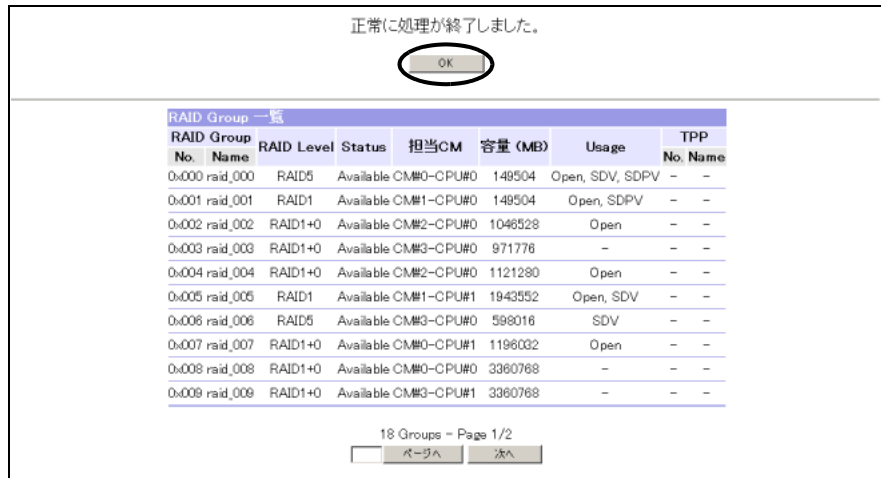 正常に処理が終了しました。
OK
RAID Group 一覧
RAID Group RAID Level Status 担当CM 容量 (MB) Usage TPP
No. Name No. Name
0x000 raid_000 RAID5 Available CM#0-CPU#0 149504 Open, SDV, SDPV - -
0x001 raid_001 RAID1 Available CM#1-CPU#0 149504 Open, SDPV - -
0x002 raid_002 RAID1+0 Available CM#2-CPU#0 1046528 Open - -
0x003 raid_003 RAID1+0 Available CM#3-CPU#0 971776 - - -
0x004 raid_004 RAID1+0 Available CM#2-CPU#0 1121280 Open - -
0x005 raid_005 RAID1 Available CM#1-CPU#1 1943552 Open, SDV - -
0x006 raid_006 RAID5 Available CM#3-CPU#0 598016 SDV - -
0x007 raid_007 RAID1+0 Available CM#0-CPU#1 1196032 Open - -
0x008 raid_008 RAID1+0 Available CM#0-CPU#0 3360768 - - -
0x009 raid_009 RAID1+0 Available CM#3-CPU#1 3360768 - - -
18 Groups - Page 1/2
ページへ 次へ